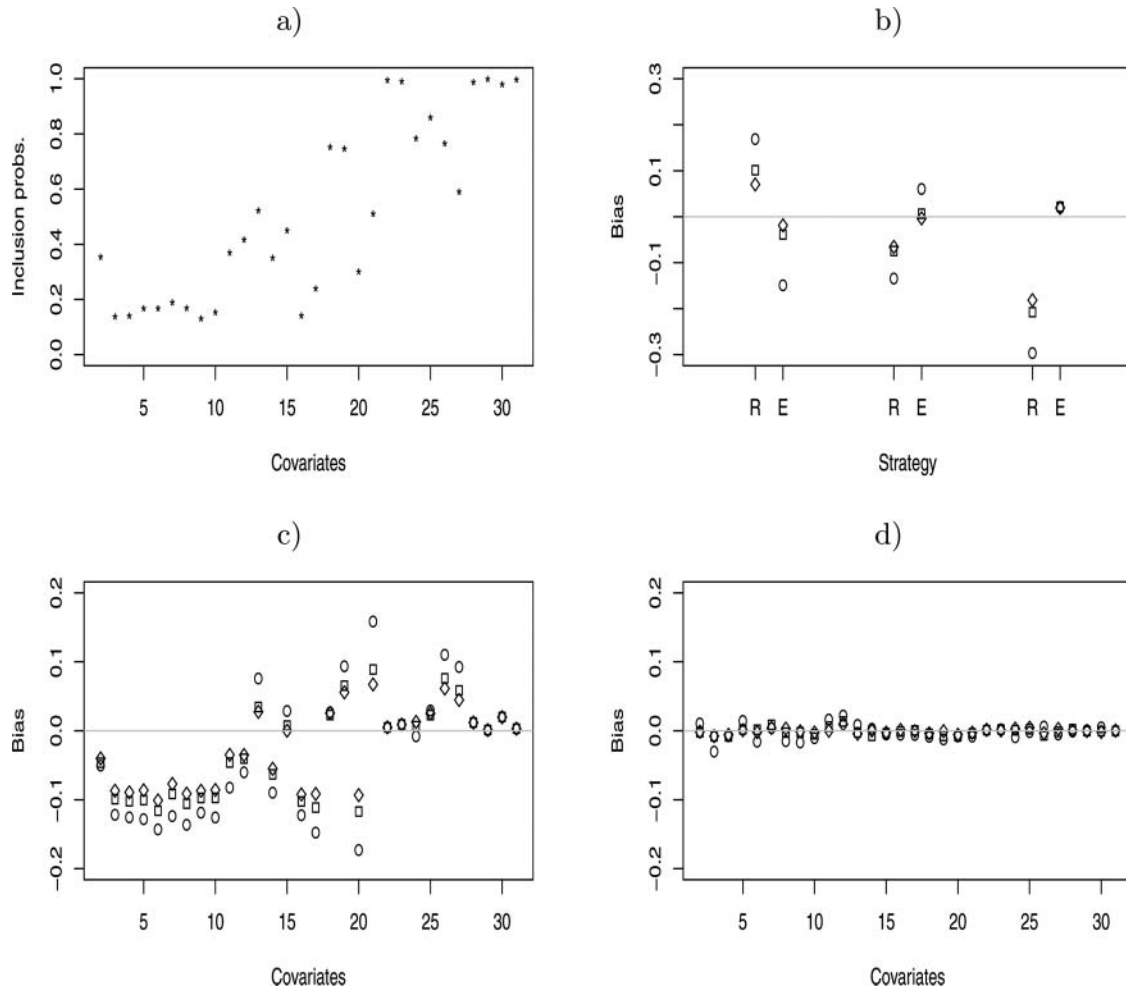 a)
Inclusion probs.
0.0 0.2 0.4 0.6 0.8 1.0
5 10 15 20 25 30
Covariates
b)
Bias
−0.3 −0.1 0.1 0.3
R E R E R E
Strategy
c)
Bias
−0.2 −0.1 0.0 0.1 0.2
5 10 15 20 25 30
Covariates
d)
Bias
−0.2 −0.1 0.0 0.1 0.2
5 10 15 20 25 30
Covariates